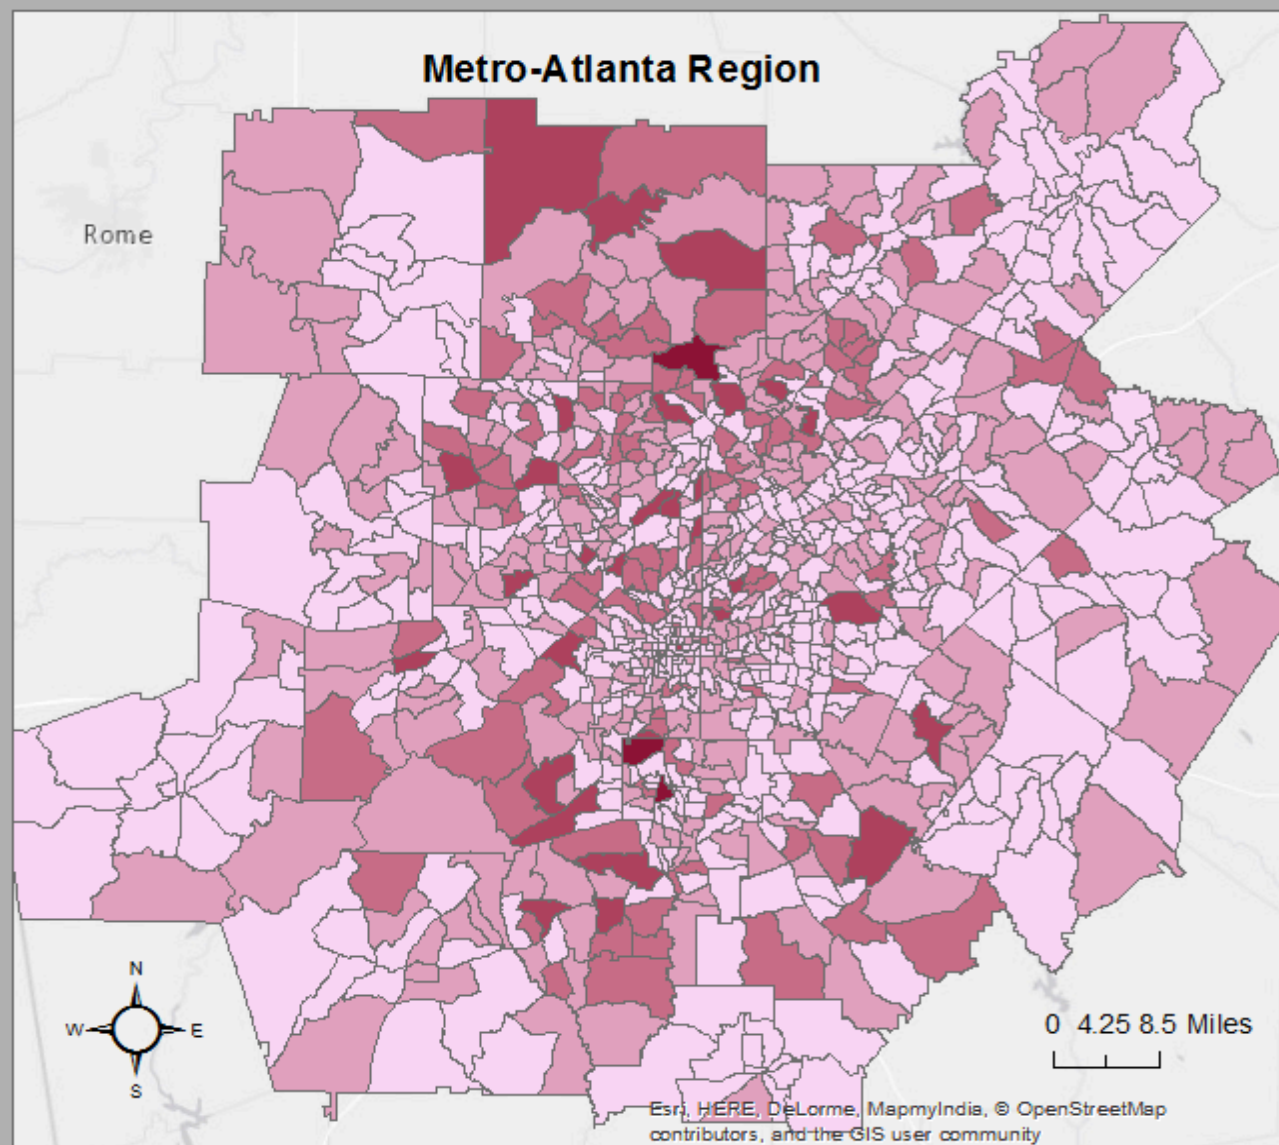 Metro-Atlanta Region
Rome
N
W E
S
0 4.25 8.5 Miles
Esri, HERE, DeLorme, MapmyIndia, © OpenStreetMap
contributors, and the GIS user community